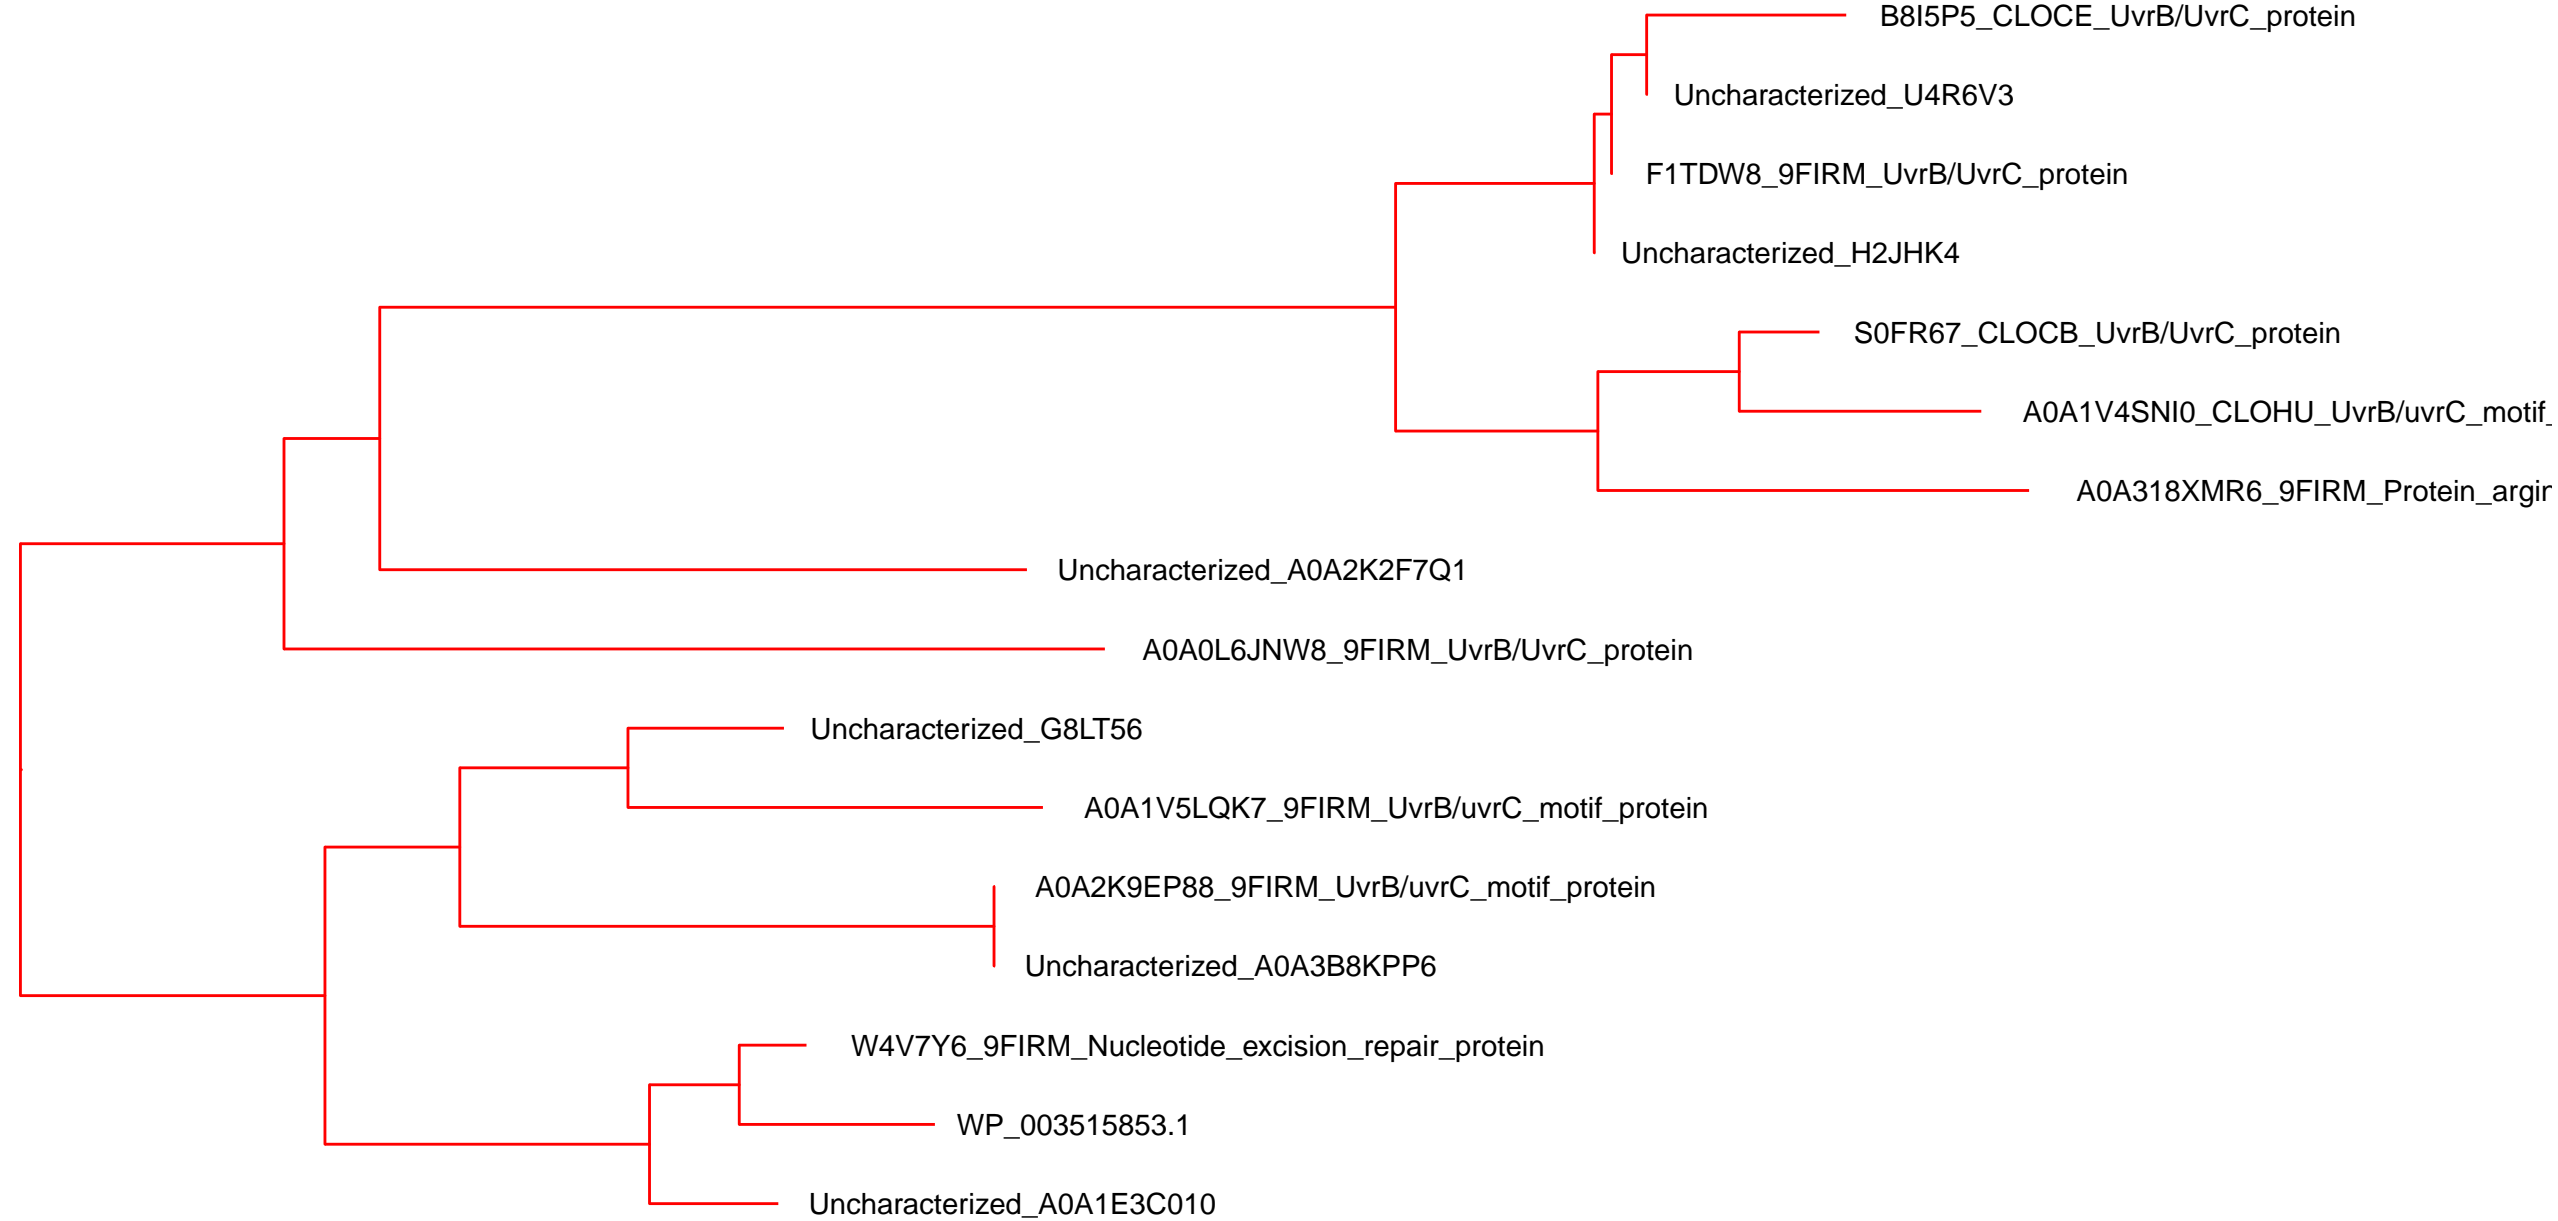 B8I5P5_CLOCE_UvrB/UvrC_protein
Uncharacterized_U4R6V3
F1TDW8_9FIRM_UvrB/UvrC_protein
Uncharacterized_H2JHK4
S0FR67_CLOCB_UvrB/UvrC_protein
A0A1V4SNI0_CLOHU_UvrB/uvrC_motif_
A0A318XMR6_9FIRM_Protein_argin
Uncharacterized_A0A2K2F7Q1
A0A0L6JNW8_9FIRM_UvrB/UvrC_protein
Uncharacterized_G8LT56
A0A1V5LQK7_9FIRM_UvrB/uvrC_motif_protein
A0A2K9EP88_9FIRM_UvrB/uvrC_motif_protein
Uncharacterized_A0A3B8KPP6
W4V7Y6_9FIRM_Nucleotide_excision_repair_protein
WP_003515853.1
Uncharacterized_A0A1E3C010